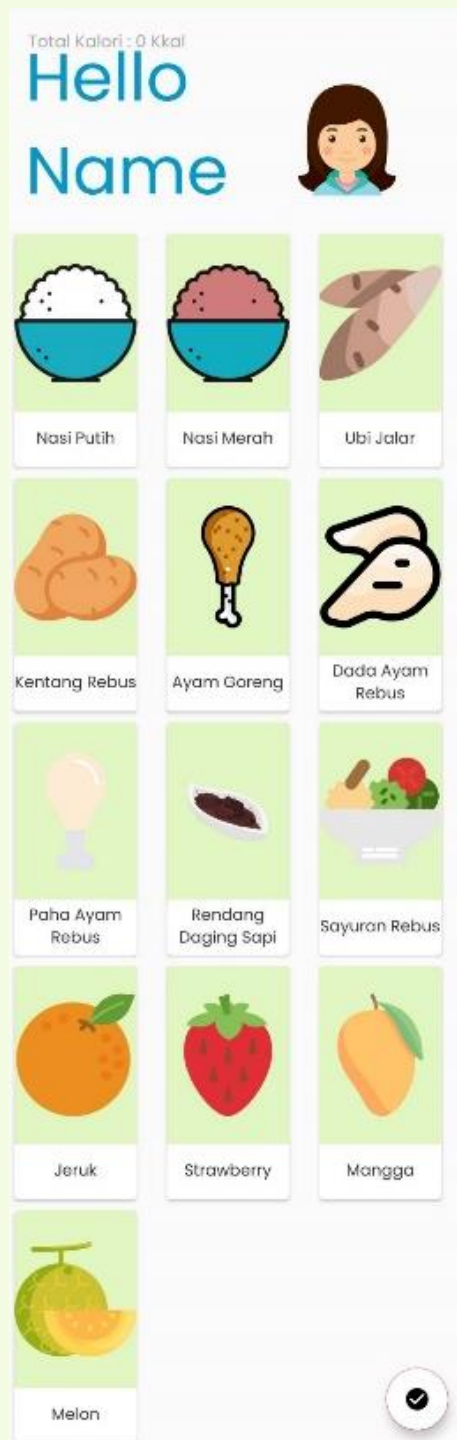 Total Kalori : 0 Kkal
Hello
Name
Nasi Putih
Nasi Merah
Ubi Jalar
Kentang Rebus
Ayam Goreng
Dada Ayam
Rebus
Paha Ayam
Rebus
Rendang
Daging Sapi
Sayuran Rebus
Jeruk
Strawberry
Mangga
Melon